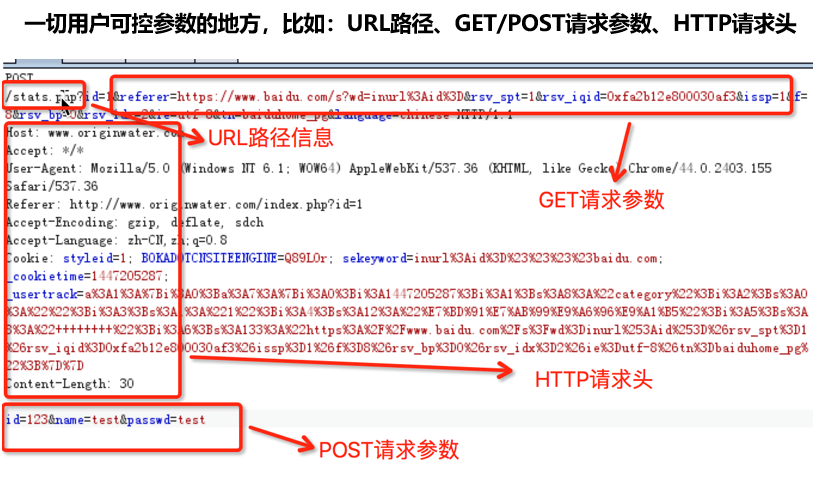 一切用户可控参数的地方，比如：URL路径、GET/POST请求参数、HTTP请求头
POST
/stats.php?id=1&referer=https://www.baidu.com/s?wd=inurl%3Aid%3D&rsv_spt=1&rsv_iqid=0xfa2b12e800030af3&issp=1&f=
8&rsv_bp=0&rsv_idx=2&ie=utf-8&tn=baiduhome_pg&language=chinese HTTP/1.1
Host: www.originwater.com
URL路径信息
Accept: */*
User-Agent: Mozilla/5.0 (Windows NT 6.1; WOW64) AppleWebKit/537.36 (KHTML, like Gecko) Chrome/44.0.2403.155
Safari/537.36
GET请求参数
Referer: http://www.originwater.com/index.php?id=1
Accept-Encoding: gzip, deflate, sdch
Accept-Language: zh-CN,zh;q=0.8
Cookie: styleid=1; BOKADOTCNSITEENGINE=Q89L0r; sekeyword=inurl%3Aid%3D%23%23%23%23baidu.com;
_cookietime=1447205287;
_usertrack=a%3A1%3A%7Bi%3A0%3Ba%3A7%3A%7Bi%3A0%3Bi%3A1447205287%3Bi%3A1%3Bs%3A8%3A%22category%22%3Bi%3A2%3Bs%3A0
%3A%22%22%3Bi%3A3%3Bs%3A1%3A%221%22%3Bi%3A4%3Bs%3A12%3A%22%E7%BD%91%E7%AB%99%E9%A6%96%E9%A1%B5%22%3Bi%3A5%3Bs%3A
8%3A%22++++++++%22%3Bi%3A6%3Bs%3A133%3A%22https%3A%2F%2Fwww.baidu.com%2Fs%3Fwd%3Dinurl%253Aid%253D%26rsv_spt%3D1
%26rsv_iqid%3D0xfa2b12e800030af3%26issp%3D1%26f%3D8%26rsv_bp%3D0%26rsv_idx%3D2%26ie%3Dutf-8%26tn%3Dbaiduhome_pg%
22%3B%7D%7D
HTTP请求头
Content-Length: 30
id=123&name=test&passwd=test
POST请求参数